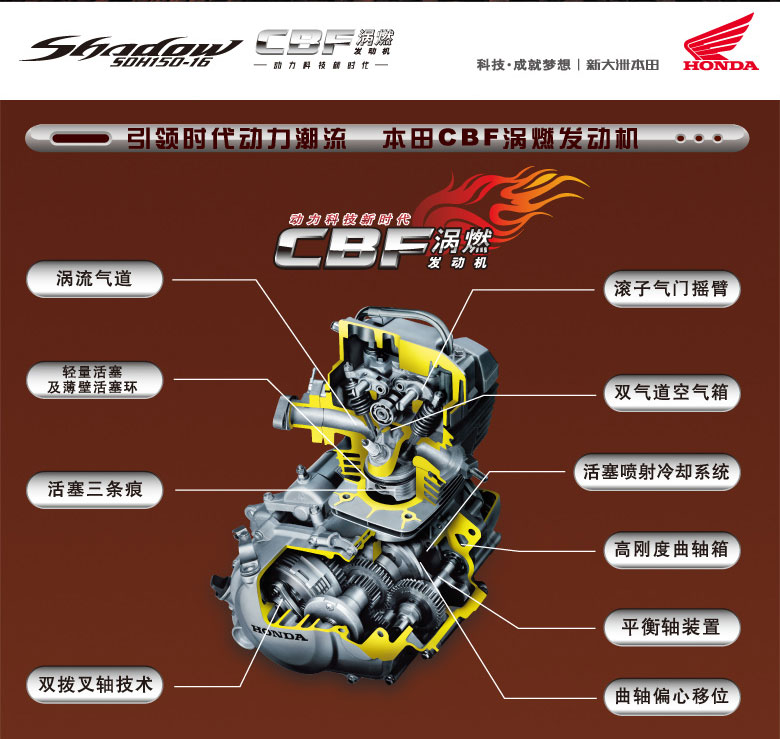 Shadow
SDH150-16
CBF涡燃
发动机
动力科技新时代
科技·成就梦想｜新大洲本田
HONDA
引领时代动力潮流 本田CBF涡燃发动机
动力科技新时代
CBF涡燃
发动机
涡流气道
滚子气门摇臂
轻量活塞
及薄壁活塞环
双气道空气箱
活塞喷射冷却系统
活塞三条痕
高刚度曲轴箱
平衡轴装置
HONDA
双拨叉轴技术
曲轴偏心移位